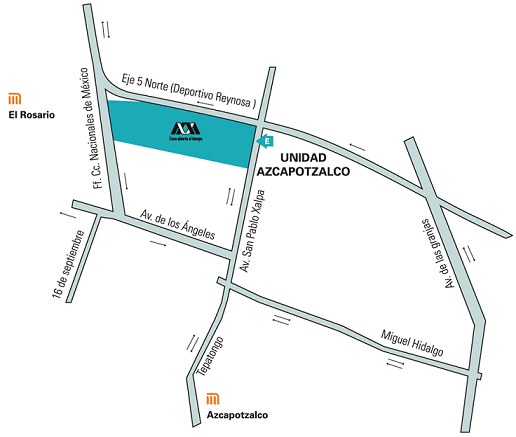 Eje 5 Norte (Deportivo Reynosa )
Ff. Cc. Nacionales de México
El Rosario
Casa abierta al tiempo
E
UNIDAD
AZCAPOTZALCO
Av. de los Ángeles
Av. San Pablo Xalpa
16 de septiembre
Av. de las granjas
Miguel Hidalgo
Tepatongo
Azcapotzalco